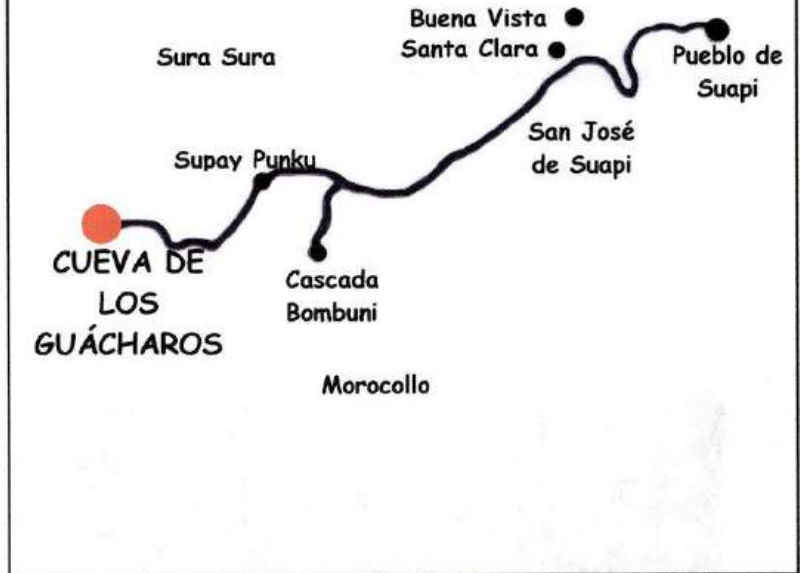 Buena Vista
Santa Clara
Sura Sura
Pueblo de
Suapi
San José
de Suapi
Supay Punku
CUEVA DE
LOS
GUÁCHAROS
Cascada
Bombuni
Morocollo